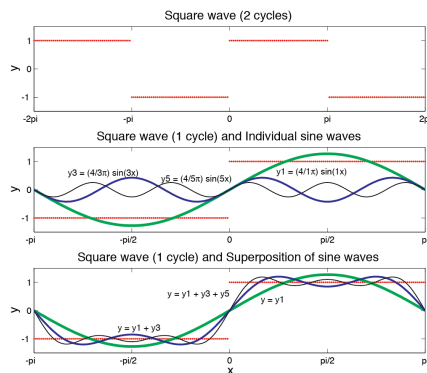 Square wave (2 cycles)
1
y
0
-1
-2pi -pi 0 pi 2p
Square wave (1 cycle) and Individual sine waves
1
y3 = (4/3π) sin(3x)
y5 = (4/5π) sin(5x)
y1 = (4/1π) sin(1x)
y
0
-1
-pi -pi/2 0 pi/2 p
Square wave (1 cycle) and Superposition of sine waves
1
y = y1 + y3 + y5
y = y1
y
0
y = y1 + y3
-1
-pi -pi/2 0 pi/2 p
x